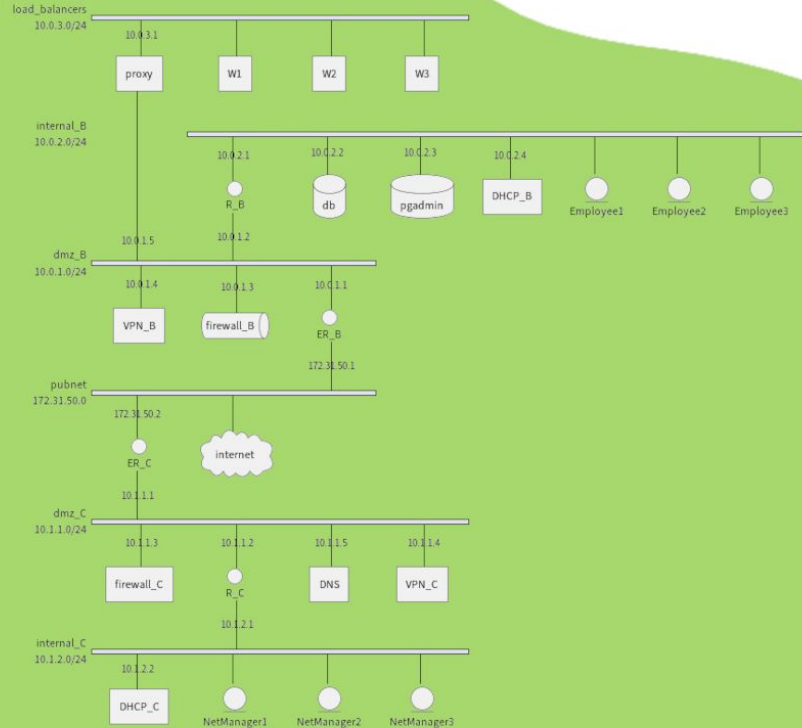 load_balancers
10.0.3.0/24
10.0.3.1
proxy
W1
W2
W3
internal_B
10.0.2.0/24
10.0.2.1
10.0.2.2
10.0.2.3
10.0.2.4
R_B
db
pgadmin
DHCP_B
Employee1
Employee2
Employee3
10.0.1.5
10.0.1.2
dmz_B
10.0.1.0/24
10.0.1.4
10.0.1.3
10.0.1.1
VPN_B
firewall_B
ER_B
172.31.50.1
pubnet
172.31.50.0
172.31.50.2
ER_C
internet
10.1.1.1
dmz_C
10.1.1.0/24
10.1.1.3
10.1.1.2
10.1.1.5
10.1.1.4
firewall_C
R_C
DNS
VPN_C
10.1.2.1
internal_C
10.1.2.0/24
10.1.2.2
DHCP_C
NetManager1
NetManager2
NetManager3